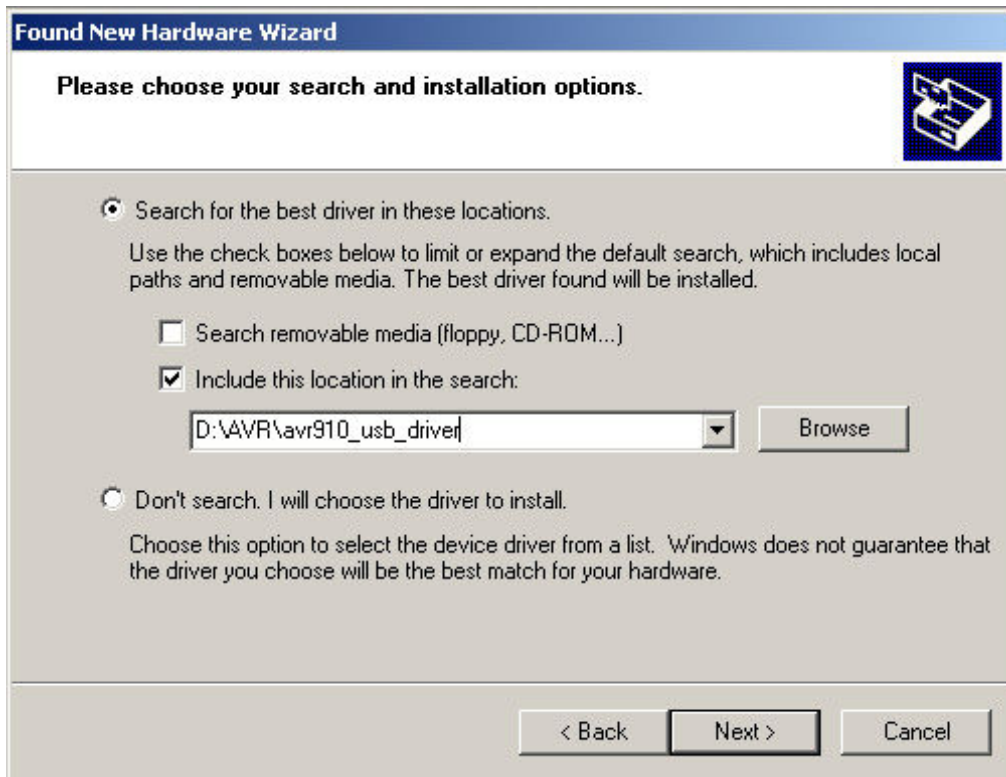 Found New Hardware Wizard
Please choose your search and installation options.
Search for the best driver in these locations.
Use the check boxes below to limit or expand the default search, which includes local
paths and removable media. The best driver found will be installed.
Search removable media (floppy, CD-ROM...)
Include this location in the search:
D:\AVR\avr910_usb_driver
Browse
Don't search. I will choose the driver to install.
Choose this option to select the device driver from a list. Windows does not guarantee that
the driver you choose will be the best match for your hardware.
< Back Next > Cancel